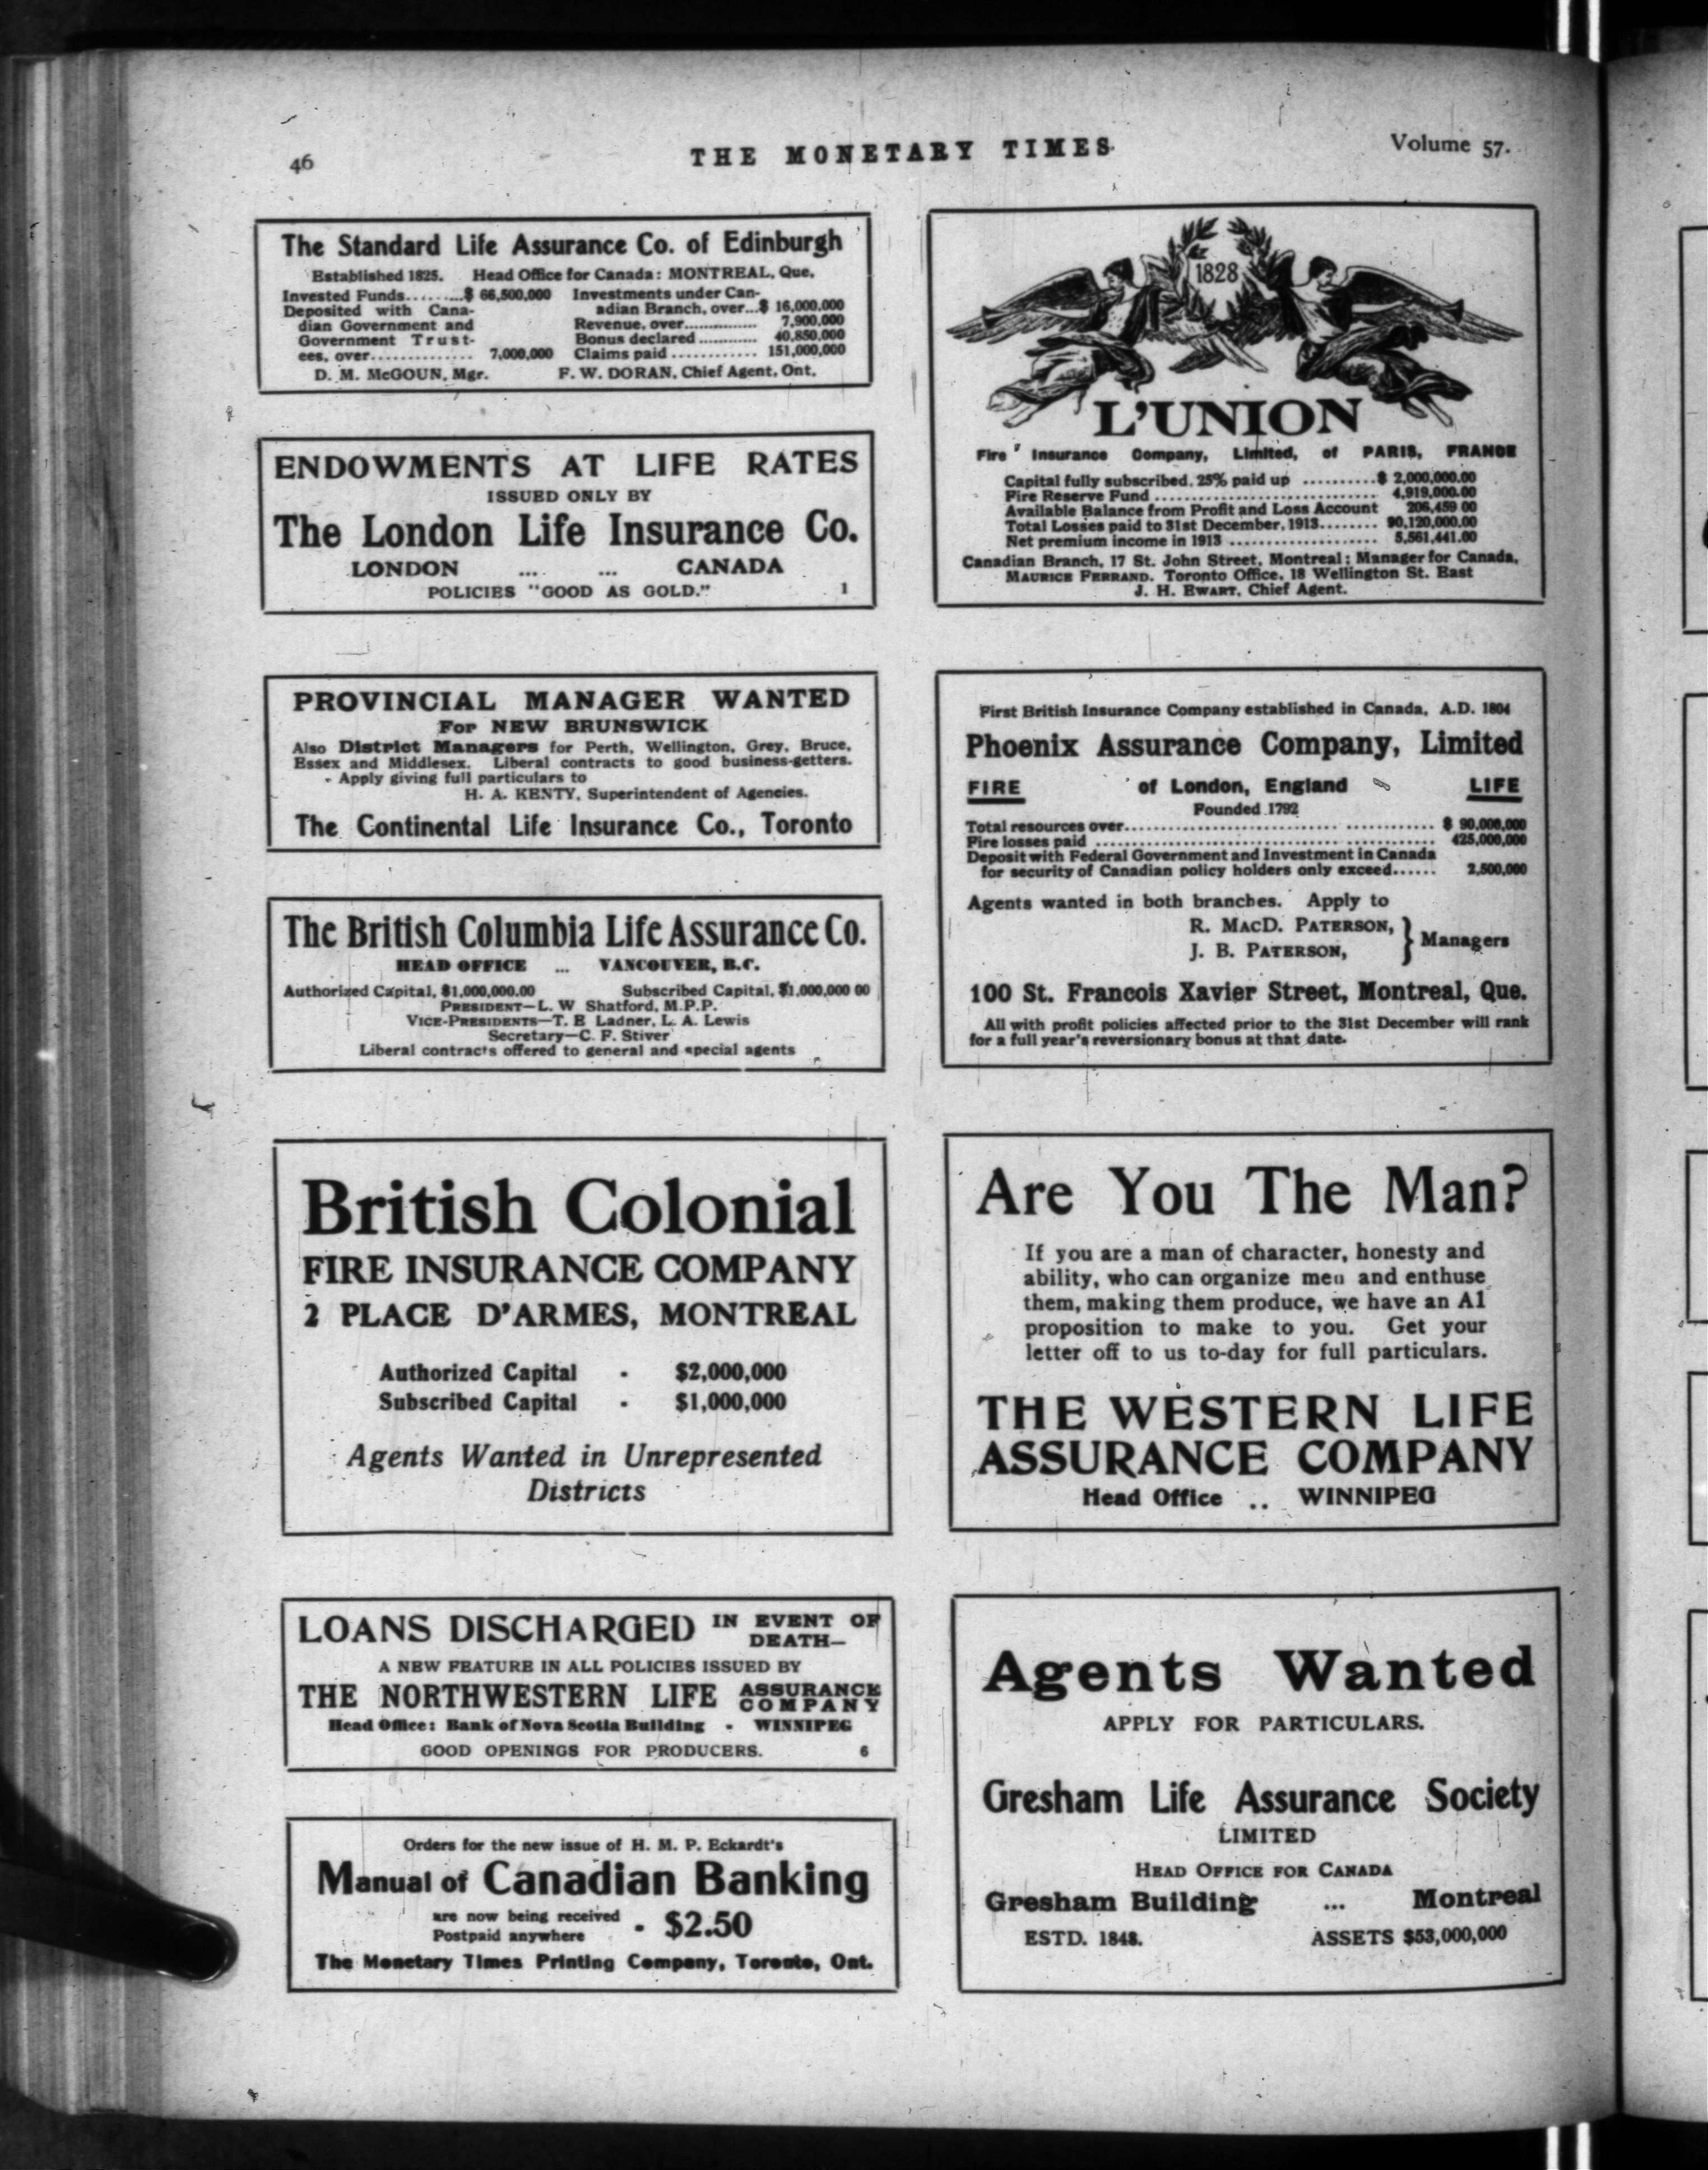 46
THE MONETARY TIMES
Volume 57.
The Standard Life Assurance Co. of Edinburgh
Established 1825. Head Office for Canada: MONTREAL, Que.
Invested Funds.........$ 66,500,000
Deposited with Cana-
dian Government and
Government Trust-
ees, over.............. 7,000,000
Investments under Can-
adian Branch, over...$ 16,000,000
Revenue, over............... 7,900,000
Bonus declared ............ 40,850,000
Claims paid ............ 151,000,000
D. M. McGOUN, Mgr. F. W. DORAN, Chief Agent, Ont.
ENDOWMENTS AT LIFE RATES
ISSUED ONLY BY
The London Life Insurance Co.
LONDON ... ... CANADA
POLICIES "GOOD AS GOLD." 1
PROVINCIAL MANAGER WANTED
For NEW BRUNSWICK
Also District Managers for Perth, Wellington, Grey, Bruce,
Essex and Middlesex. Liberal contracts to good business-getters.
Apply giving full particulars to
H. A. KENTY, Superintendent of Agencies.
The Continental Life Insurance Co., Toronto
The British Columbia Life Assurance Co.
HEAD OFFICE ... VANCOUVER, B.C.
Authorized Capital, $1,000,000.00 Subscribed Capital, $1,000,000 00
PRESIDENT—L. W Shatford, M.P.P.
VICE-PRESIDENTS—T. E Ladner, L. A. Lewis
Secretary—C. F. Stiver
Liberal contracts offered to general and special agents
British Colonial
FIRE INSURANCE COMPANY
2 PLACE D'ARMES, MONTREAL
Authorized Capital - $2,000,000
Subscribed Capital - $1,000,000
Agents Wanted in Unrepresented
Districts
LOANS DISCHARGED IN EVENT OF
DEATH—
A NEW FEATURE IN ALL POLICIES ISSUED BY
THE NORTHWESTERN LIFE ASSURANCE
COMPANY
Head Office: Bank of Nova Scotia Building - WINNIPEG
GOOD OPENINGS FOR PRODUCERS. 6
Orders for the new issue of H. M. P. Eckardt's
Manual of Canadian Banking
are now being received
Postpaid anywhere - $2.50
The Monetary Times Printing Company, Toronto, Ont.
1828
L'UNION
Fire Insurance Company, Limited, of PARIS, FRANCE
Capital fully subscribed, 25% paid up ..........$ 2,000,000.00
Fire Reserve Fund .............................. 4,919,000.00
Available Balance from Profit and Loss Account 206,459 00
Total Losses paid to 31st December, 1913........ 90,120,000.00
Net premium income in 1913 .................... 5,561,441.00
Canadian Branch, 17 St. John Street, Montreal; Manager for Canada,
MAURICE FERRAND. Toronto Office, 18 Wellington St. East
J. H. EWART, Chief Agent.
First British Insurance Company established in Canada, A.D. 1804
Phoenix Assurance Company, Limited
FIRE of London, England LIFE
Founded 1792
Total resources over............................................ $ 90,000,000
Fire losses paid ............................................... 425,000,000
Deposit with Federal Government and Investment in Canada
for security of Canadian policy holders only exceed...... 2,500,000
Agents wanted in both branches. Apply to
R. MACD. PATERSON,
J. B. PATERSON, } Managers
100 St. Francois Xavier Street, Montreal, Que.
All with profit policies affected prior to the 31st December will rank
for a full year's reversionary bonus at that date.
Are You The Man?
If you are a man of character, honesty and
ability, who can organize men and enthuse
them, making them produce, we have an A1
proposition to make to you. Get your
letter off to us to-day for full particulars.
THE WESTERN LIFE
ASSURANCE COMPANY
Head Office .. WINNIPEG
Agents Wanted
APPLY FOR PARTICULARS.
Gresham Life Assurance Society
LIMITED
HEAD OFFICE FOR CANADA
Gresham Building ... Montreal
ESTD. 1848. ASSETS $53,000,000